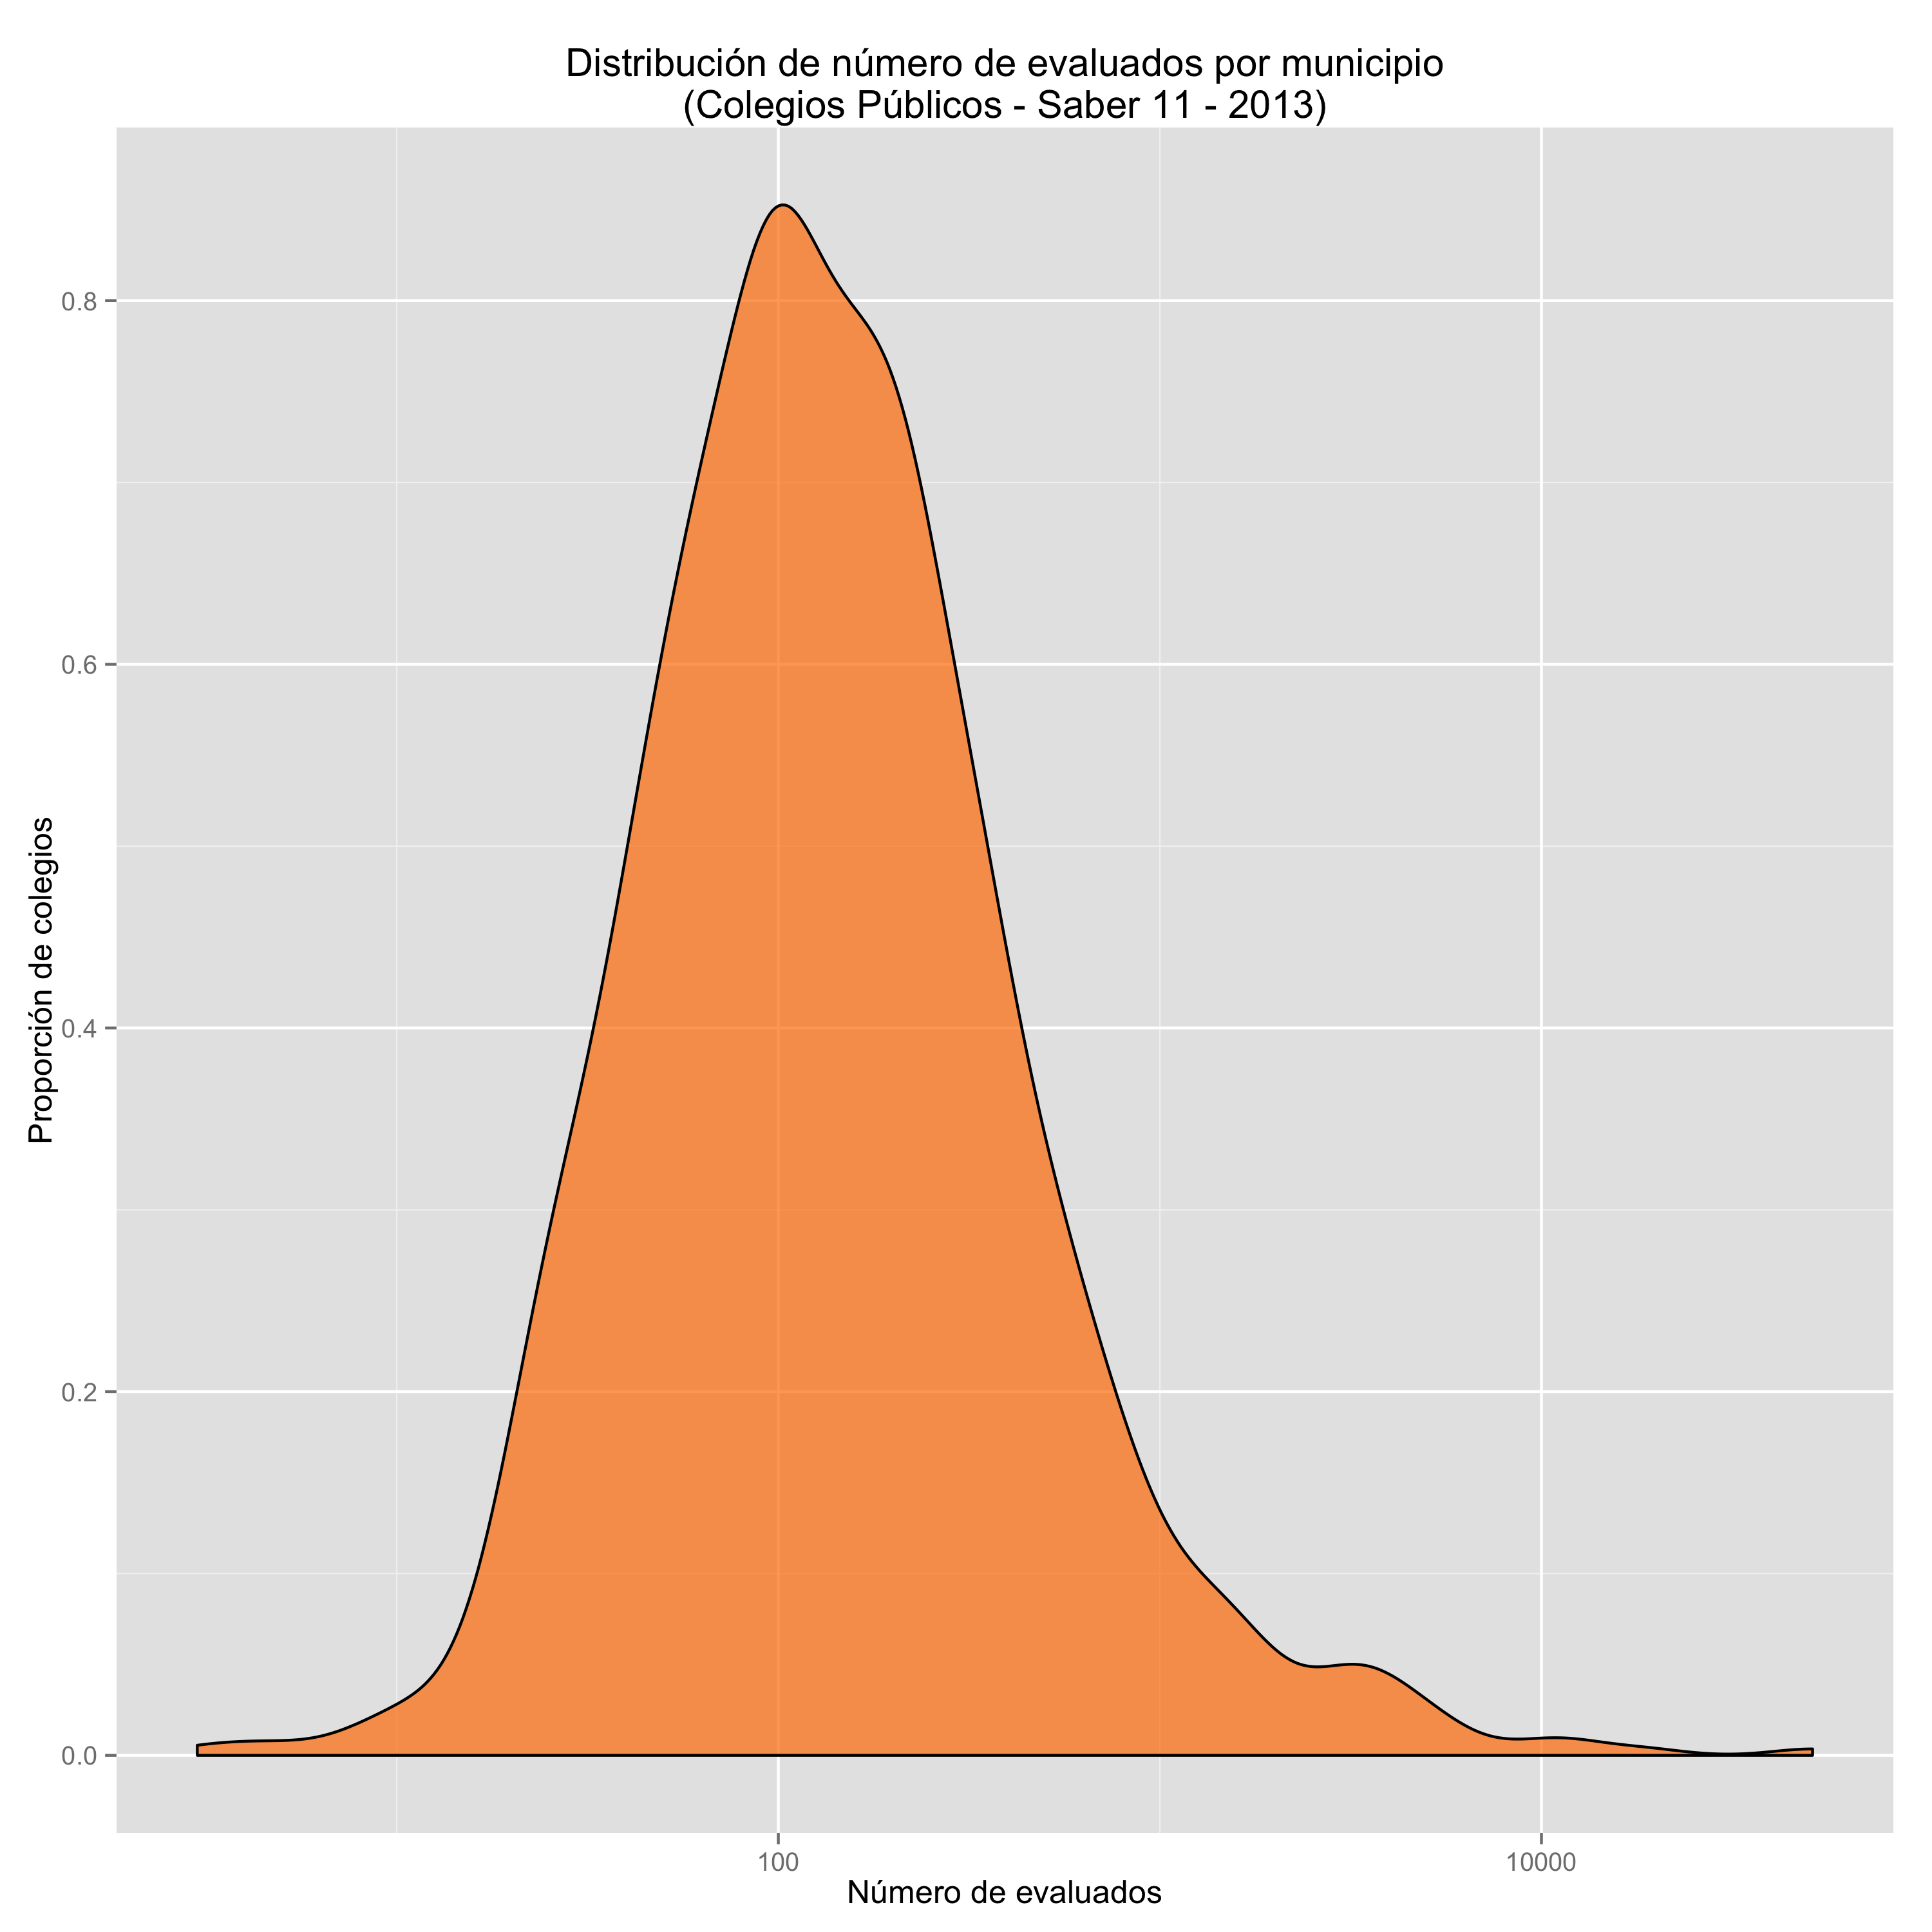 Distribución de número de evaluados por municipio
(Colegios Públicos - Saber 11 - 2013)
Proporción de colegios
0.8
0.6
0.4
0.2
0.0
100
10000
Número de evaluados